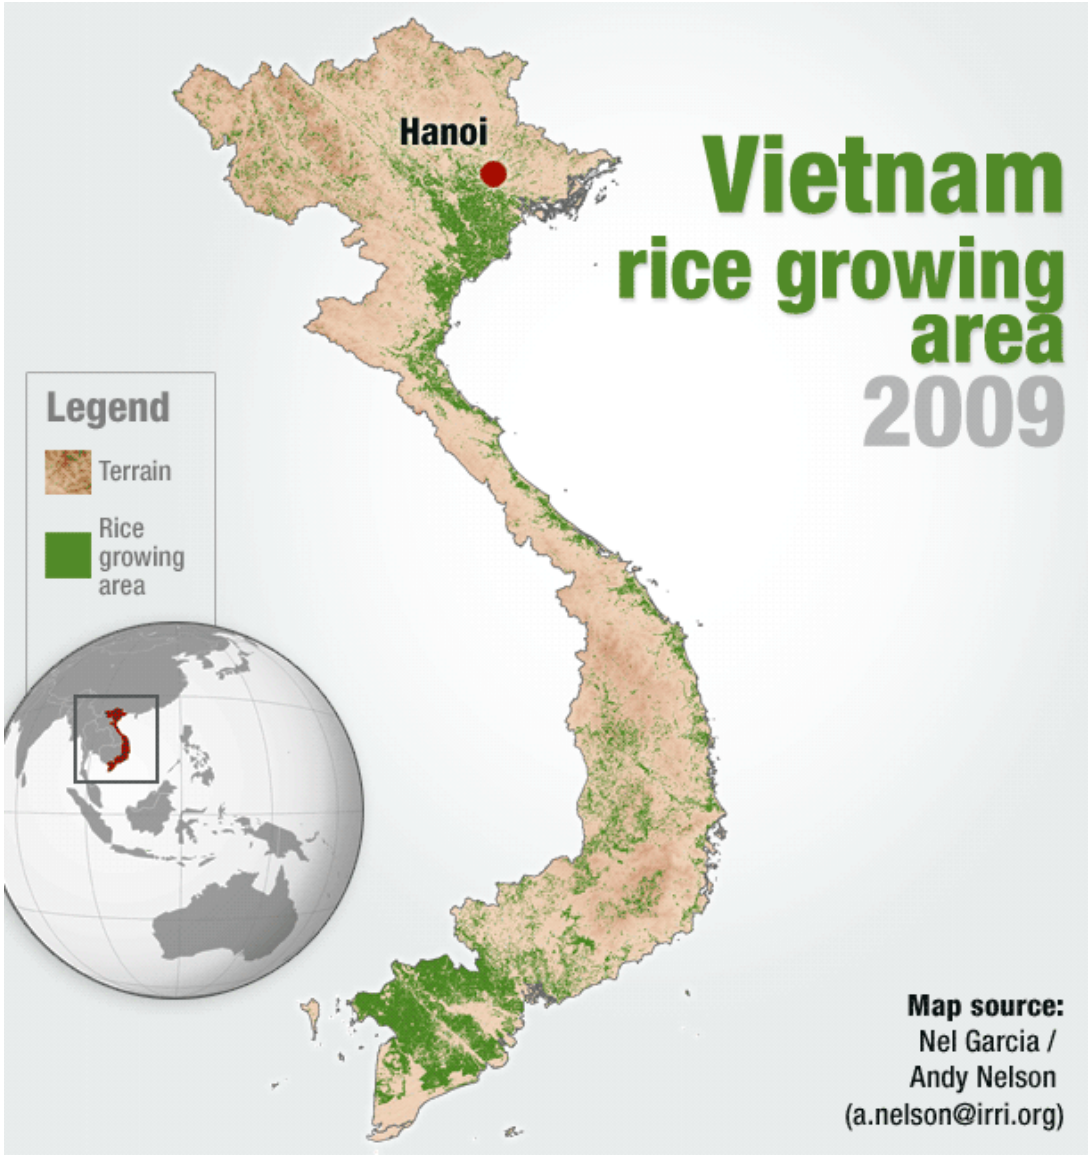 Hanoi
Vietnam
rice growing
area
2009
Legend
Terrain
Rice
growing
area
Map source:
Nel Garcia /
Andy Nelson
(a.nelson@irri.org)